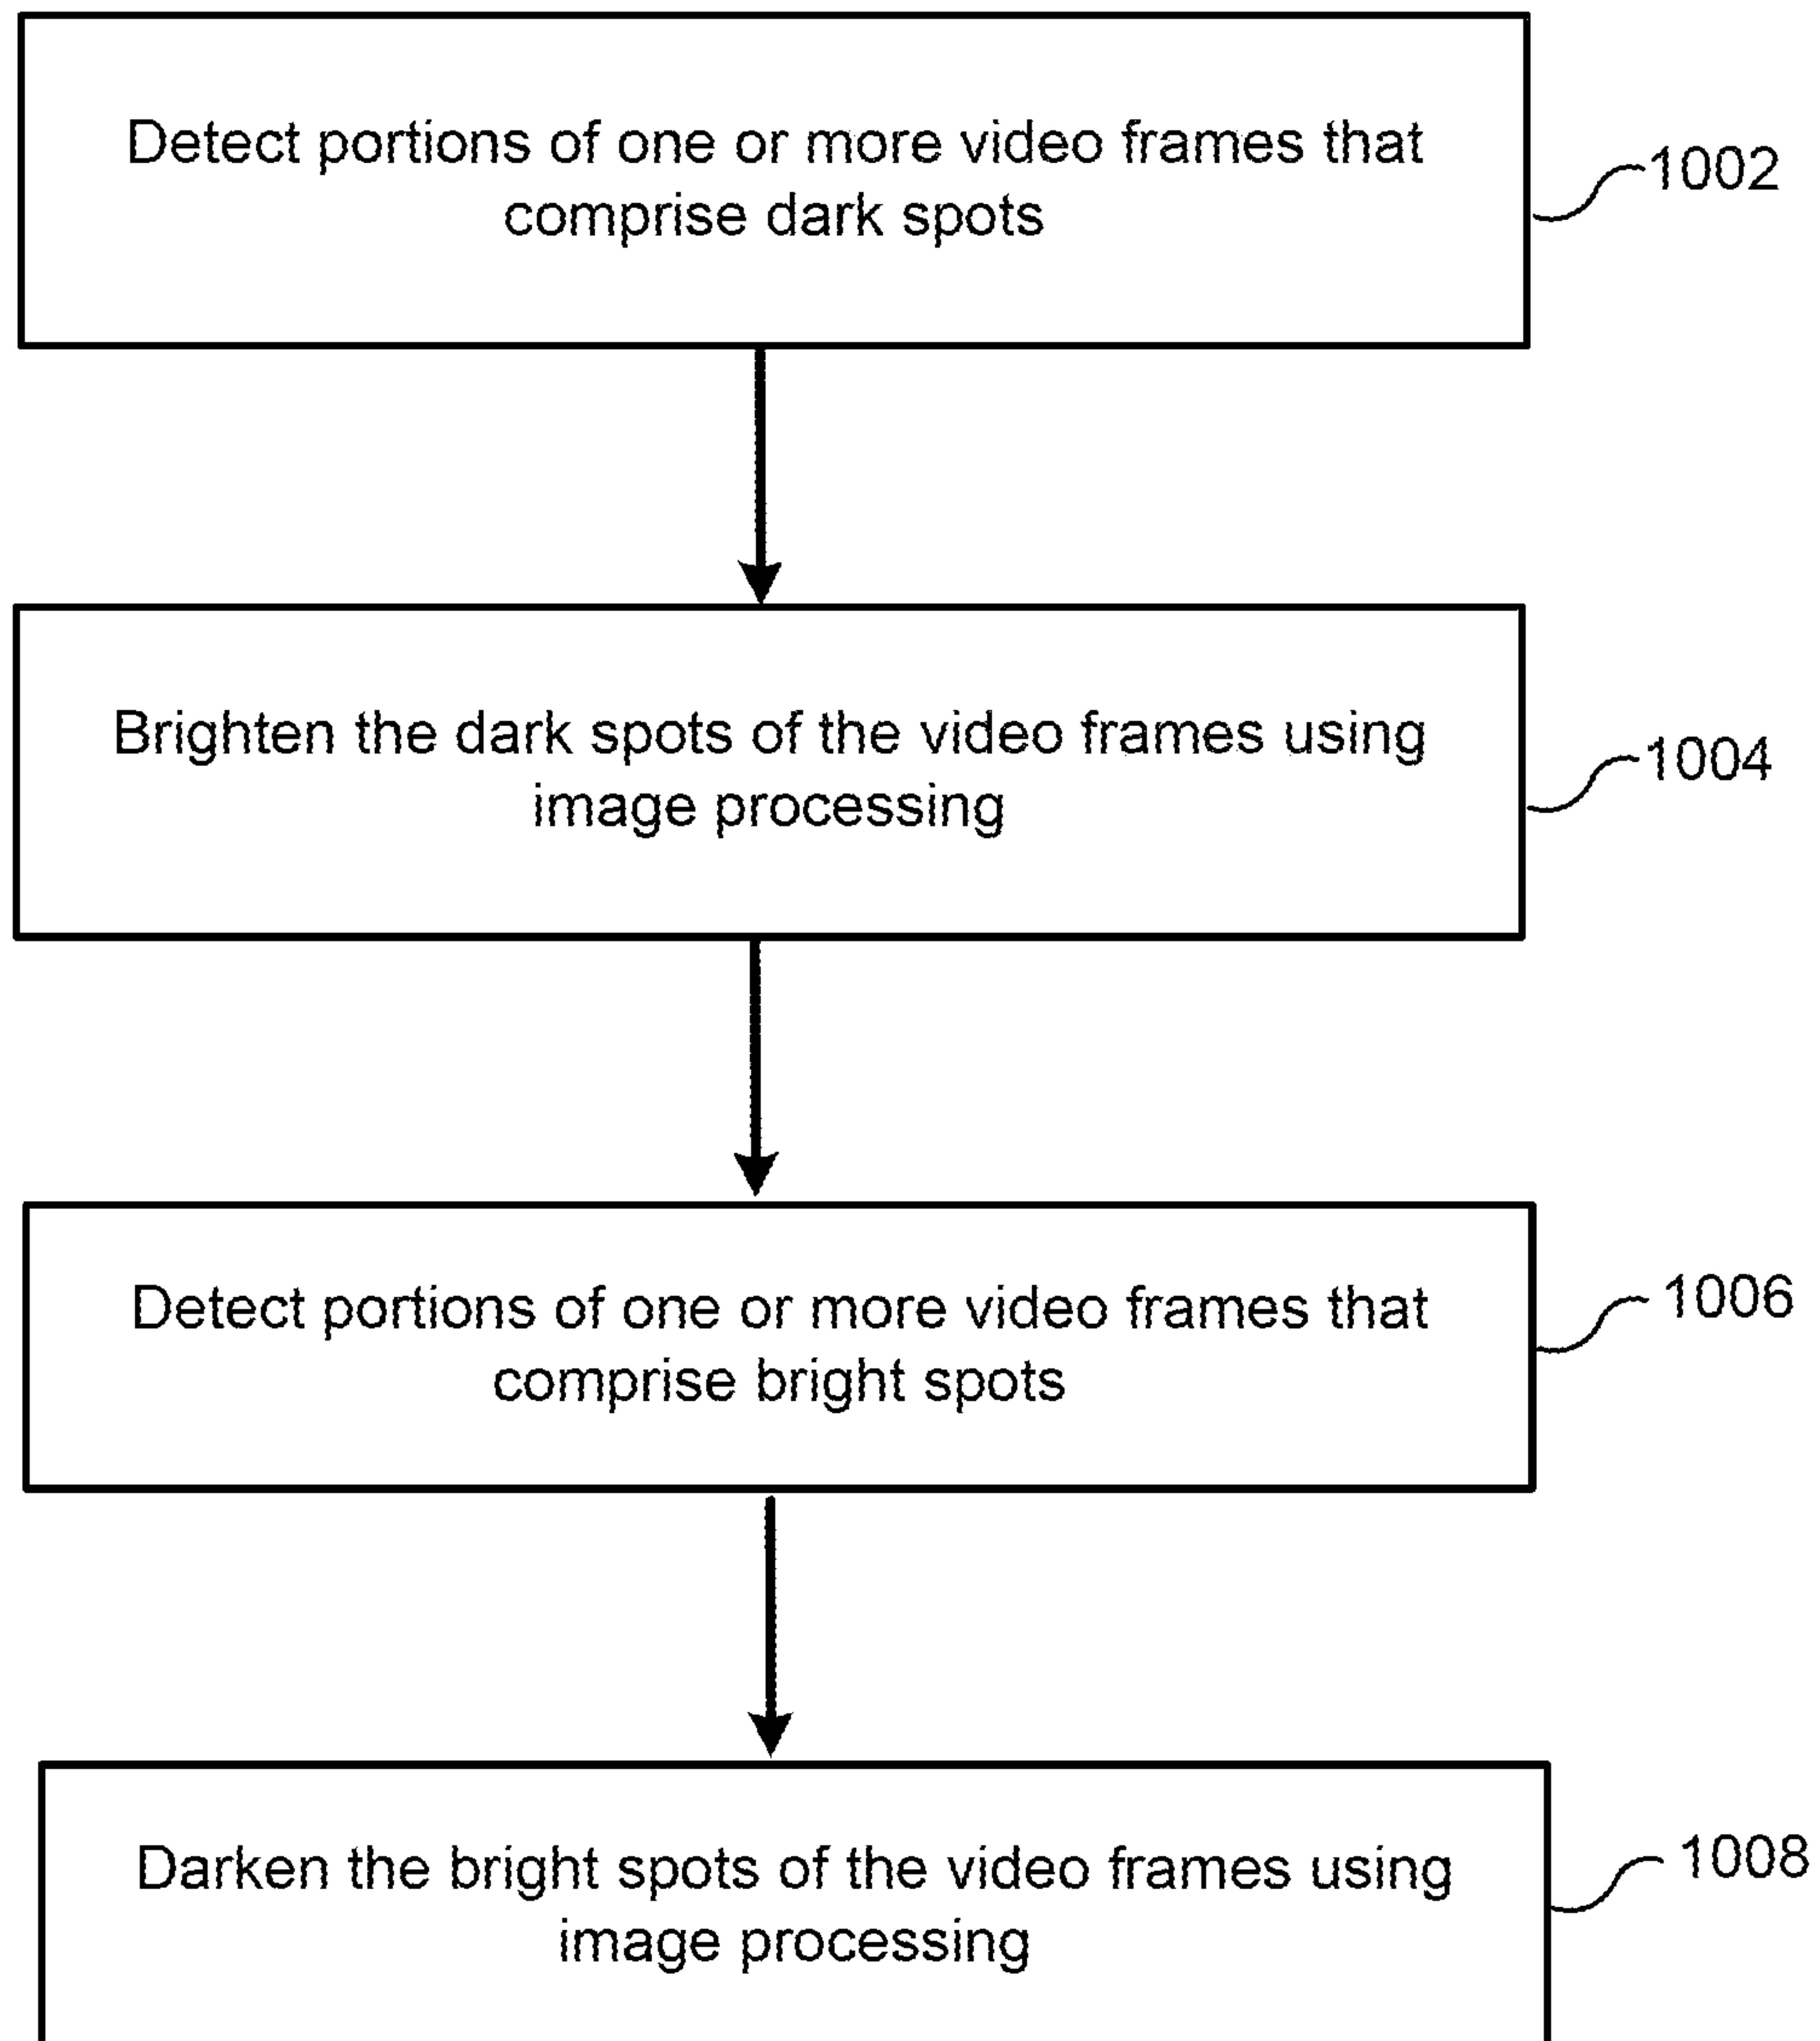 Detect portions of one or more video frames that
comprise dark spots
1002
Brighten the dark spots of the video frames using
image processing
1004
Detect portions of one or more video frames that
comprise bright spots
1006
Darken the bright spots of the video frames using
image processing
1008